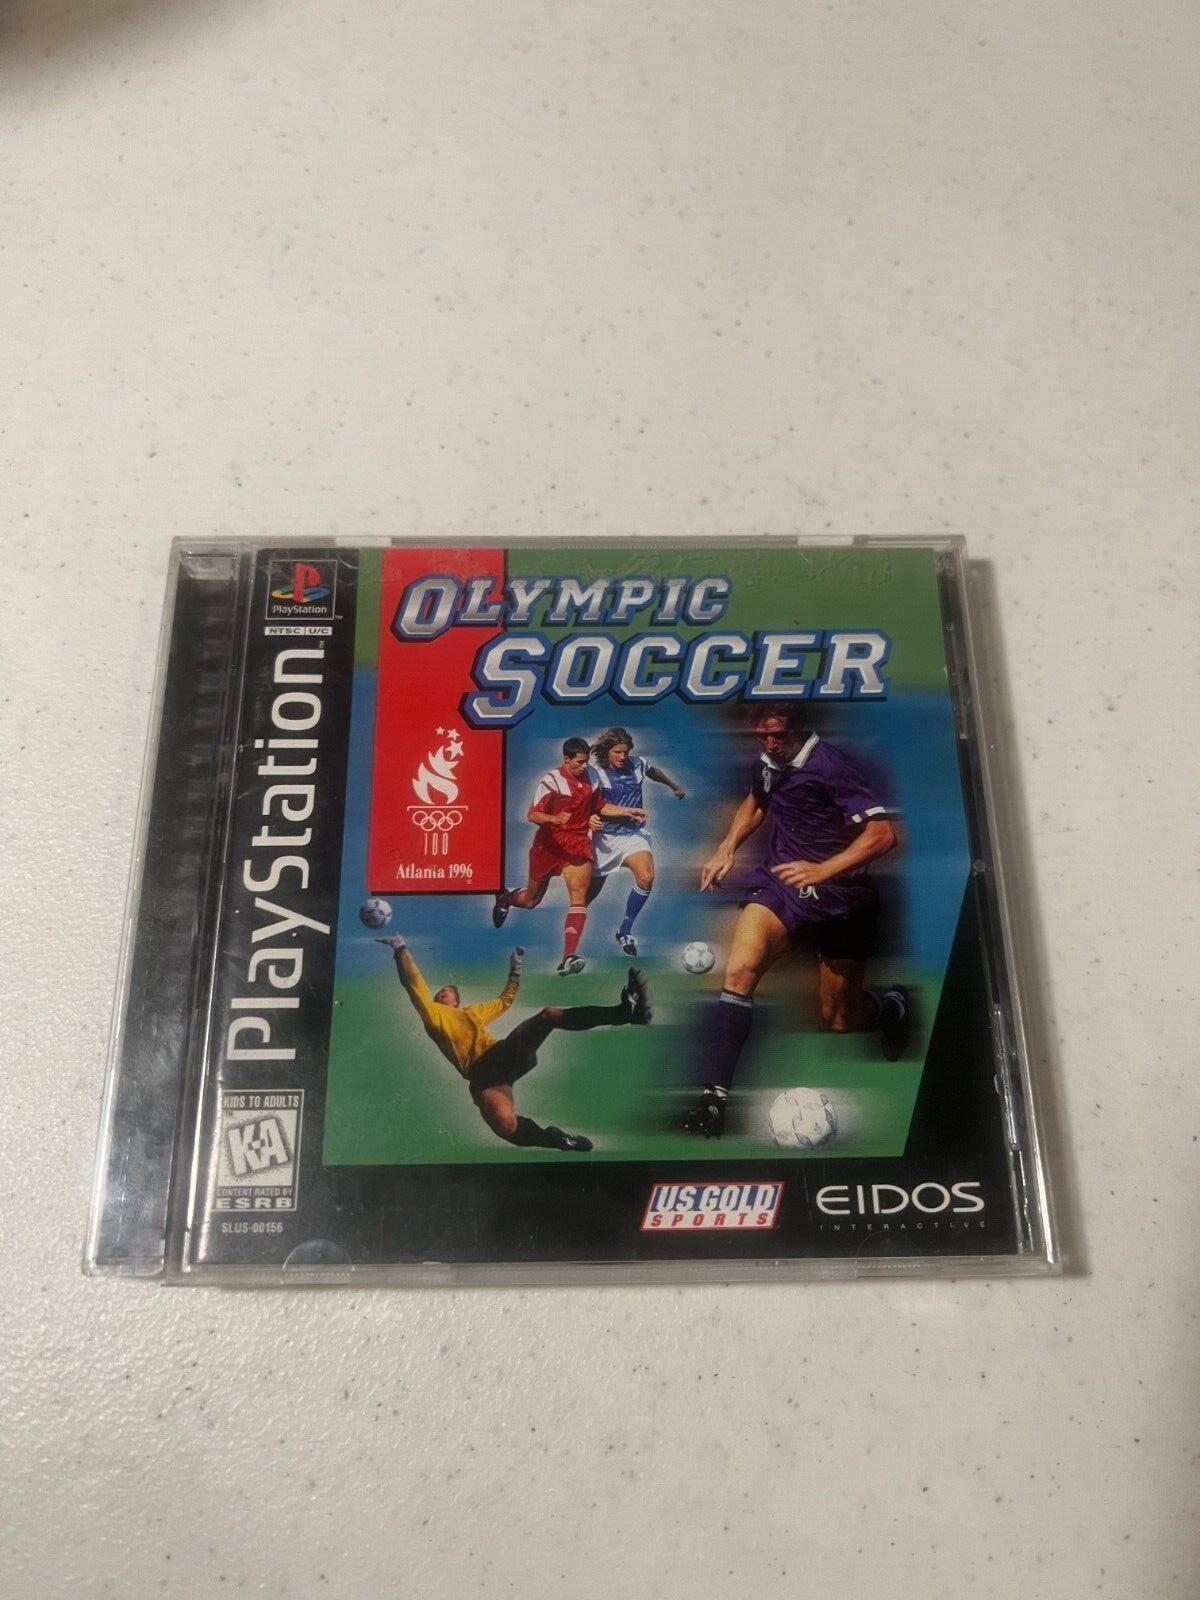 PlayStation
NTSC U/C
PlayStation
OLYMPIC
SOCCER
100
Atlanta 1996
KIDS TO ADULTS
K-A
CONTENT RATED BY
ESRB
SLUS-00156
US GOLD
SPORTS
EIDOS
INTERACTIVE